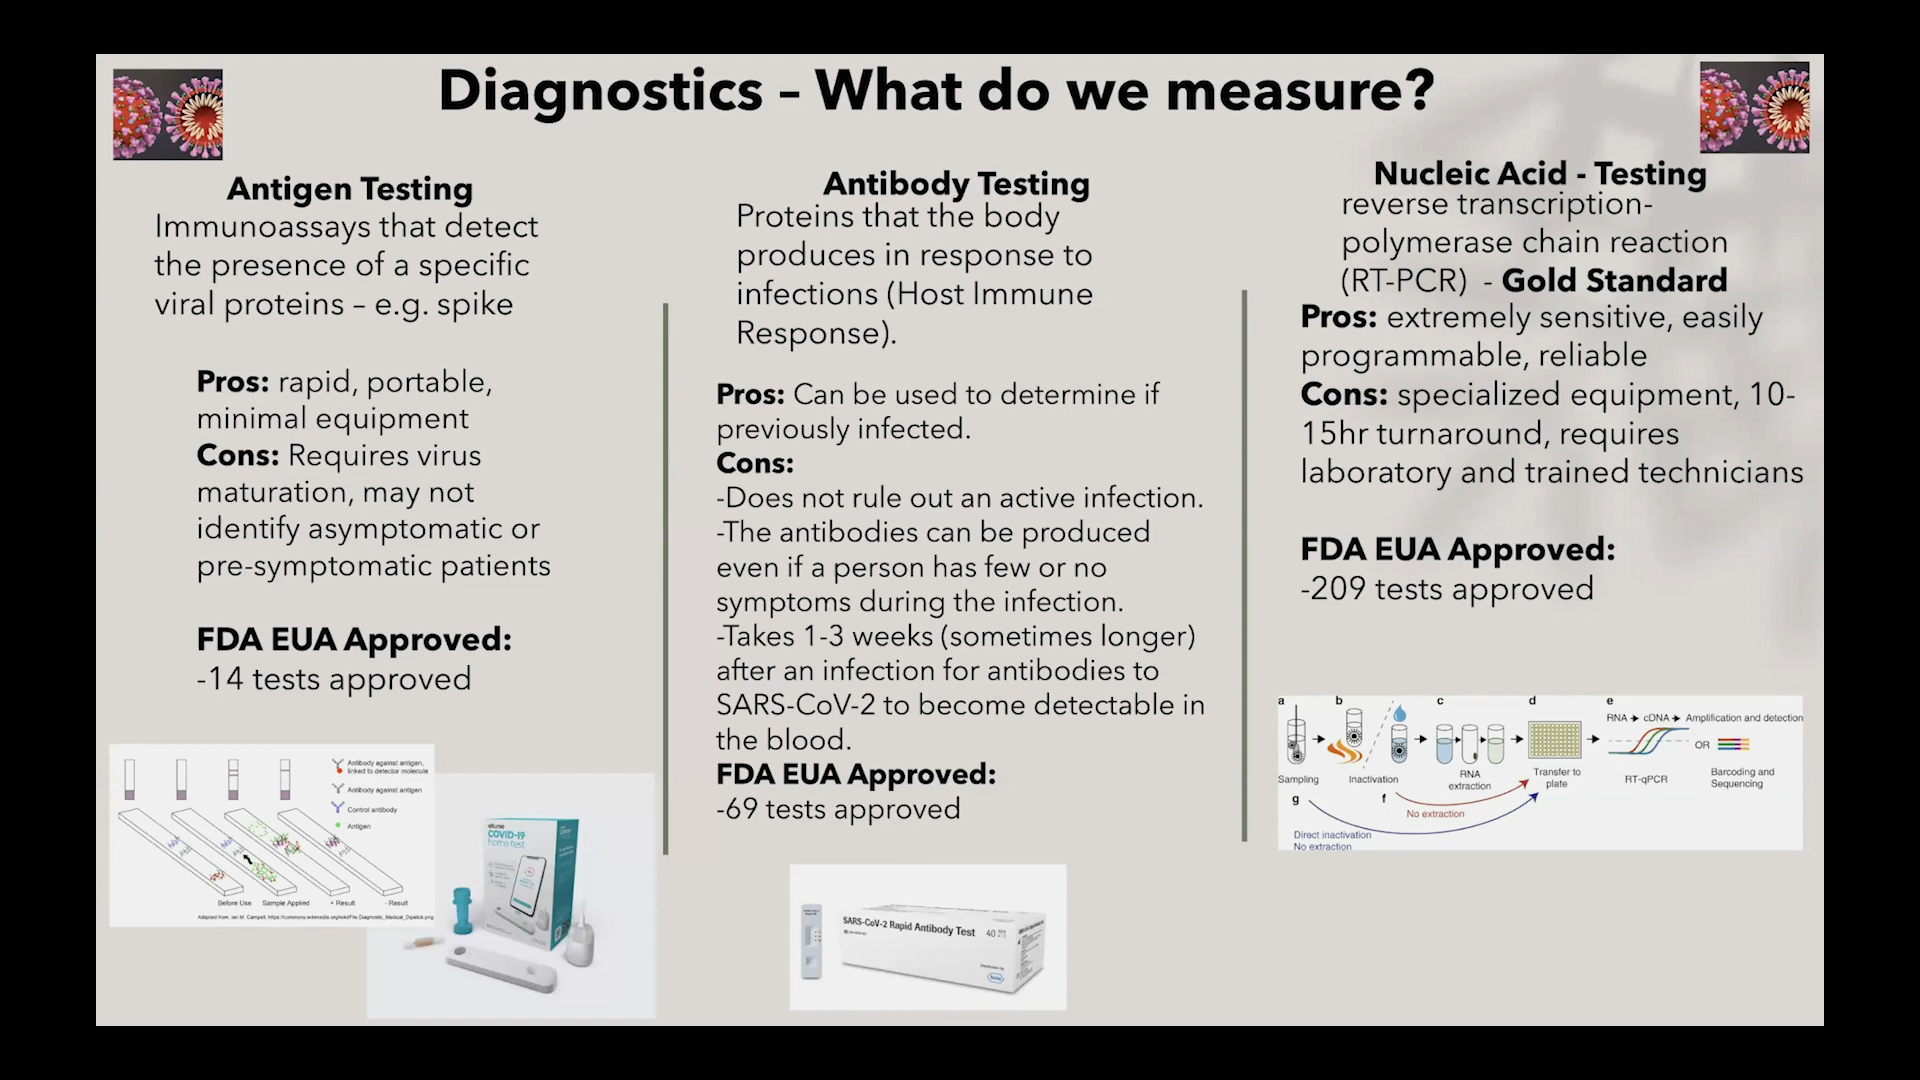 Diagnostics – What do we measure?
Antigen Testing
Immunoassays that detect
the presence of a specific
viral proteins – e.g. spike
Pros: rapid, portable,
minimal equipment
Cons: Requires virus
maturation, may not
identify asymptomatic or
pre-symptomatic patients
FDA EUA Approved:
-14 tests approved
Antibody against antigen,
linked to detector molecule
Antibody against antigen
Control antibody
Antigen
Before Use
Sample Applied
+ Result
- Result
Adapted from: Ian M. Campell, https://commons.wikimedia.org/wiki/File:Diagnostic_Medical_Dipstick.png
ellume
COVID-19
home test
Antibody Testing
Proteins that the body
produces in response to
infections (Host Immune
Response).
Pros: Can be used to determine if
previously infected.
Cons:
-Does not rule out an active infection.
-The antibodies can be produced
even if a person has few or no
symptoms during the infection.
-Takes 1-3 weeks (sometimes longer)
after an infection for antibodies to
SARS-CoV-2 to become detectable in
the blood.
FDA EUA Approved:
-69 tests approved
SARS-CoV-2 Rapid Antibody Test
40
Roche
Nucleic Acid - Testing
reverse transcription-
polymerase chain reaction
(RT-PCR) - Gold Standard
Pros: extremely sensitive, easily
programmable, reliable
Cons: specialized equipment, 10-
15hr turnaround, requires
laboratory and trained technicians
FDA EUA Approved:
-209 tests approved
a
b
c
d
e
RNA → cDNA → Amplification and detection
OR
Sampling
Inactivation
RNA
extraction
Transfer to
plate
RT-qPCR
Barcoding and
Sequencing
g
f
No extraction
Direct inactivation
No extraction